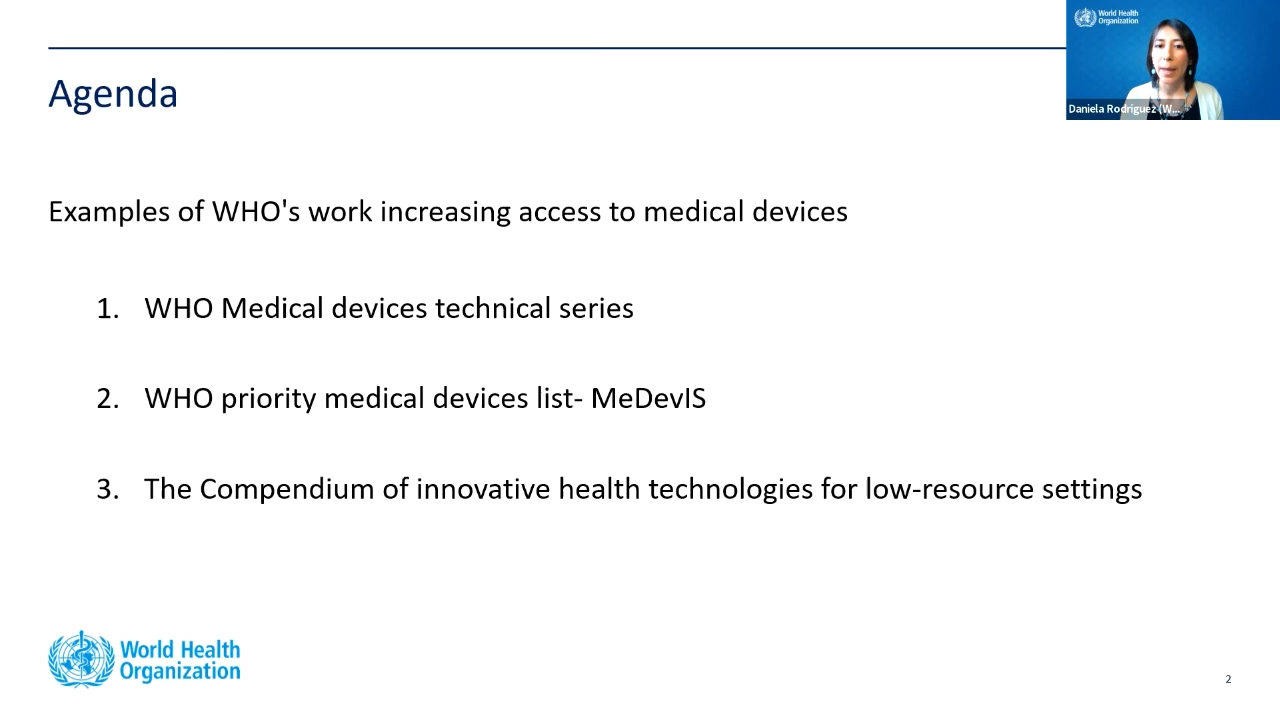 Agenda
World Health
Organization
Daniela Rodriguez (W...
Examples of WHO's work increasing access to medical devices
1. WHO Medical devices technical series
2. WHO priority medical devices list- MeDevIS
3. The Compendium of innovative health technologies for low-resource settings
World Health
Organization
2